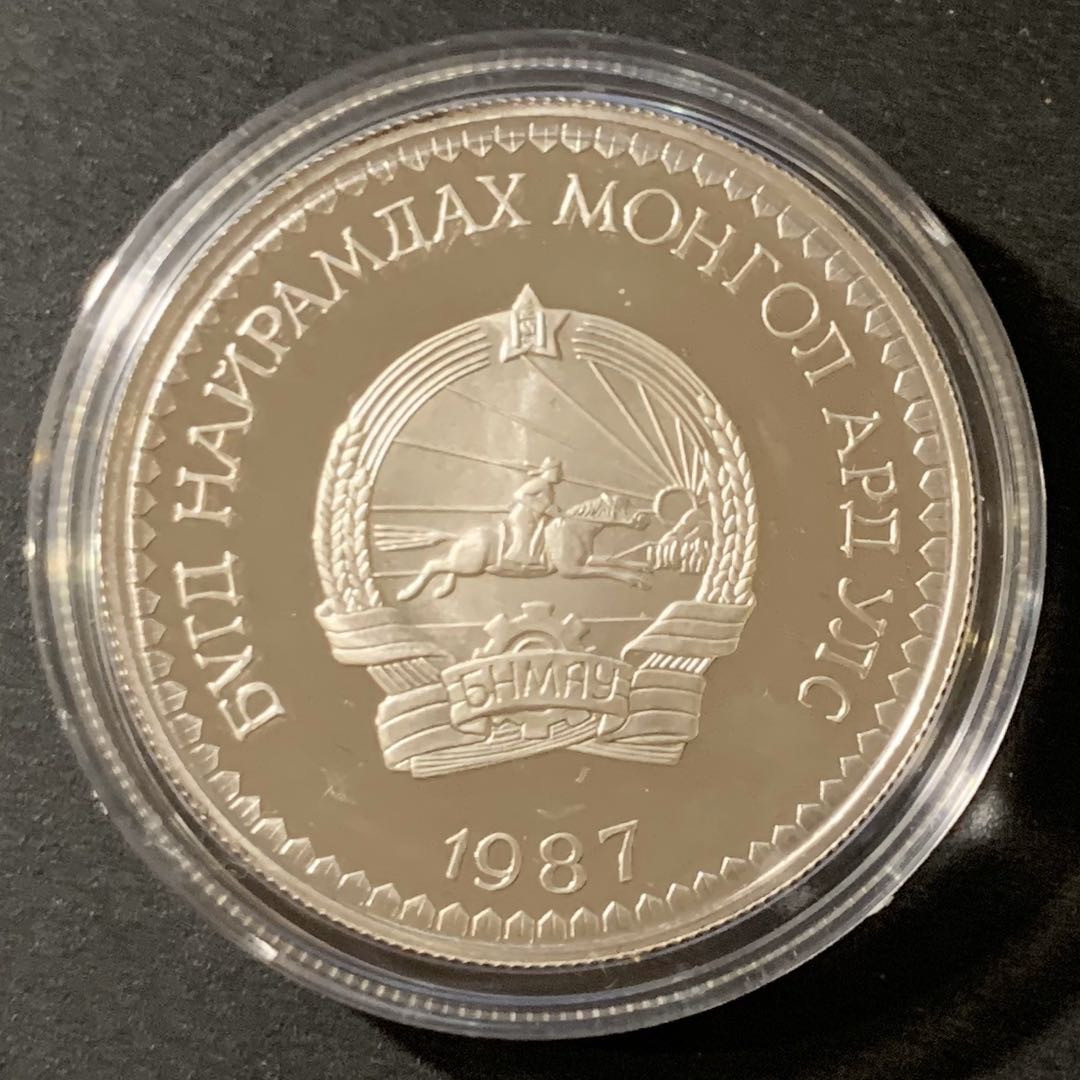 БҮГД НАЙРАМДАХ МОНГОЛ АРД УЛС
БНМАУ
1987